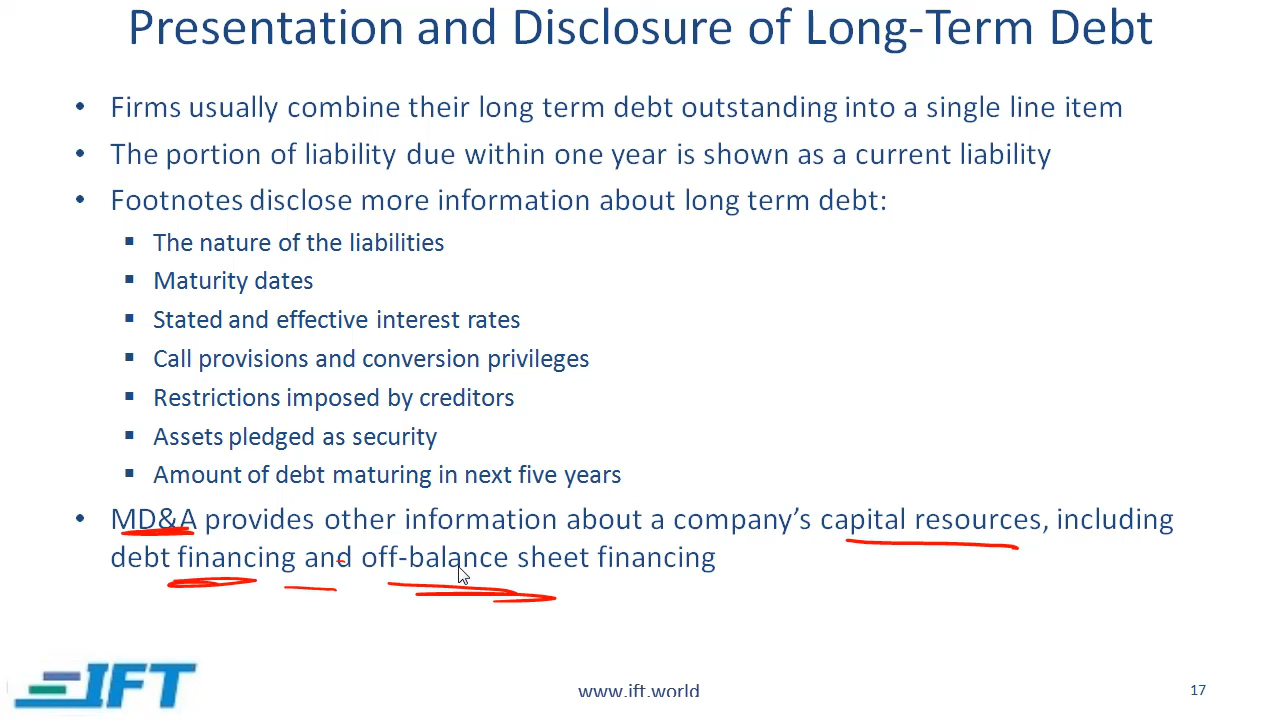 Presentation and Disclosure of Long-Term Debt
• Firms usually combine their long term debt outstanding into a single line item
• The portion of liability due within one year is shown as a current liability
• Footnotes disclose more information about long term debt:
▪ The nature of the liabilities
▪ Maturity dates
▪ Stated and effective interest rates
▪ Call provisions and conversion privileges
▪ Restrictions imposed by creditors
▪ Assets pledged as security
▪ Amount of debt maturing in next five years
• MD&A provides other information about a company's capital resources, including
debt financing and off-balance sheet financing
IFT
www.ift.world
17